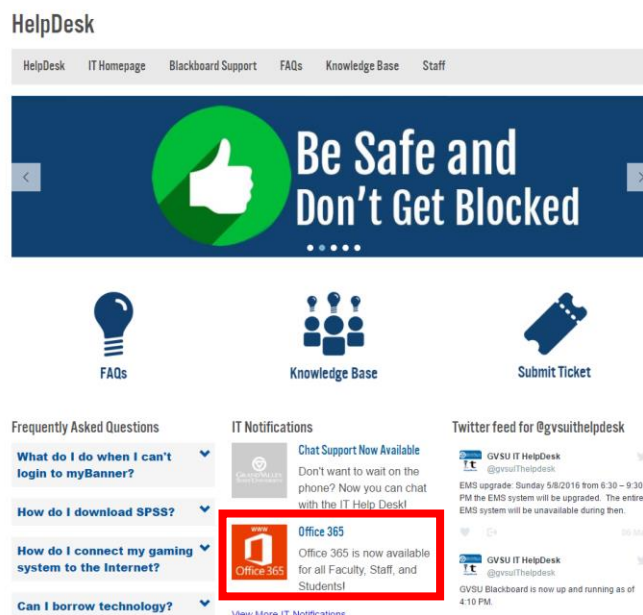 HelpDesk
HelpDesk IT Homepage Blackboard Support FAQs Knowledge Base Staff
Be Safe and
Don't Get Blocked
FAQs
Knowledge Base
Submit Ticket
Frequently Asked Questions
What do I do when I can't
login to myBanner?
How do I download SPSS?
How do I connect my gaming
system to the Internet?
Can I borrow technology?
IT Notifications
GRAND VALLEY
STATE UNIVERSITY
Chat Support Now Available
Don't want to wait on the
phone? Now you can chat
with the IT Help Desk!
www
Office 365
Office 365
Office 365 is now available
for all Faculty, Staff, and
Students!
View More IT Notifications
Twitter feed for @gvsuithelpdesk
GVSU IT HelpDesk
@gvsuIThelpdesk
EMS upgrade: Sunday 5/8/2016 from 6:30 – 9:30
PM the EMS system will be upgraded. The entire
EMS system will be unavailable during then.
GVSU IT HelpDesk
@gvsuIThelpdesk
GVSU Blackboard is now up and running as of
4:10 PM.